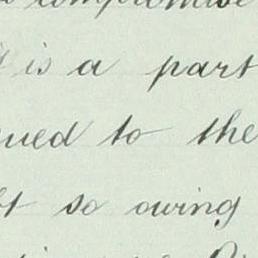 compromise
is a part
ued to the
so owing